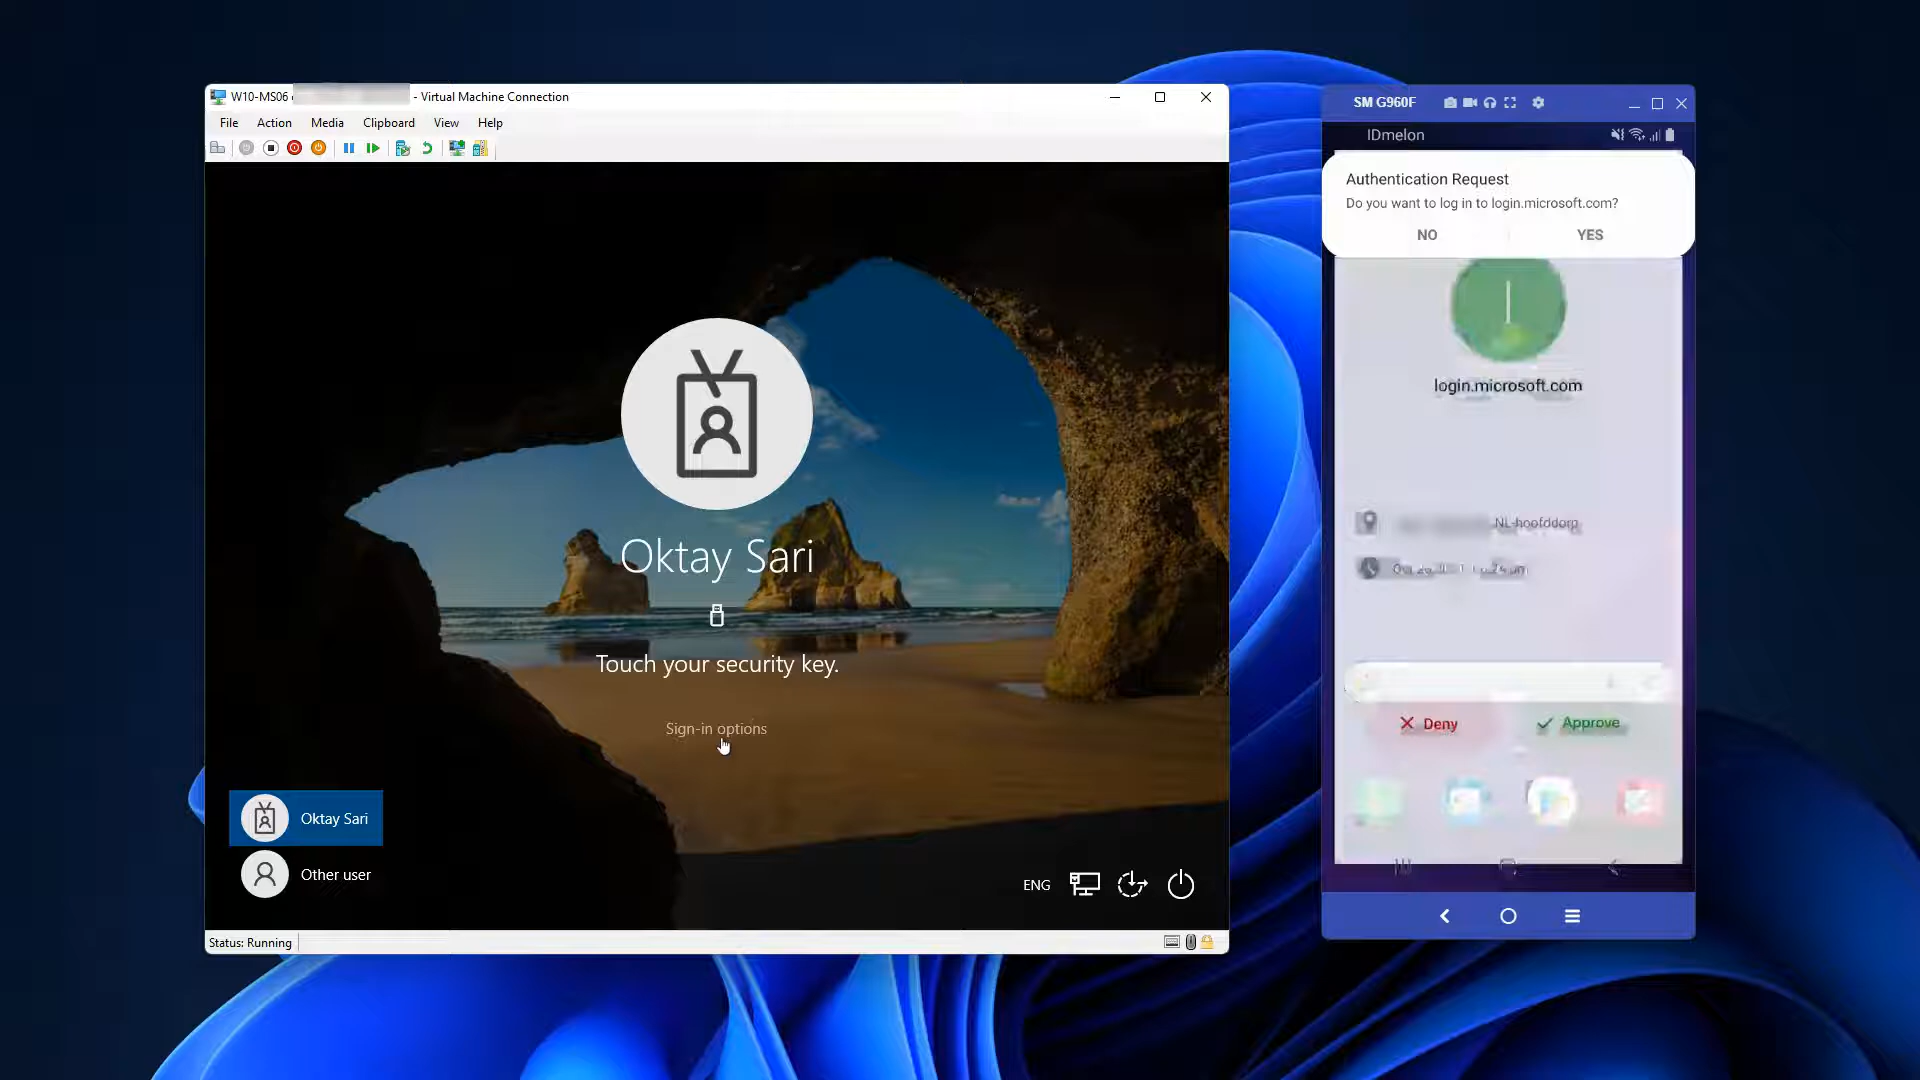 W10-MS06
- Virtual Machine Connection
File Action Media Clipboard View Help
Oktay Sari
Touch your security key.
Sign-in options
Oktay Sari
Other user
ENG
Status: Running
SM G960F
IDmelon
Authentication Request
Do you want to log in to login.microsoft.com?
NO YES
login.microsoft.com
NL-hoofddorp
Deny Approve